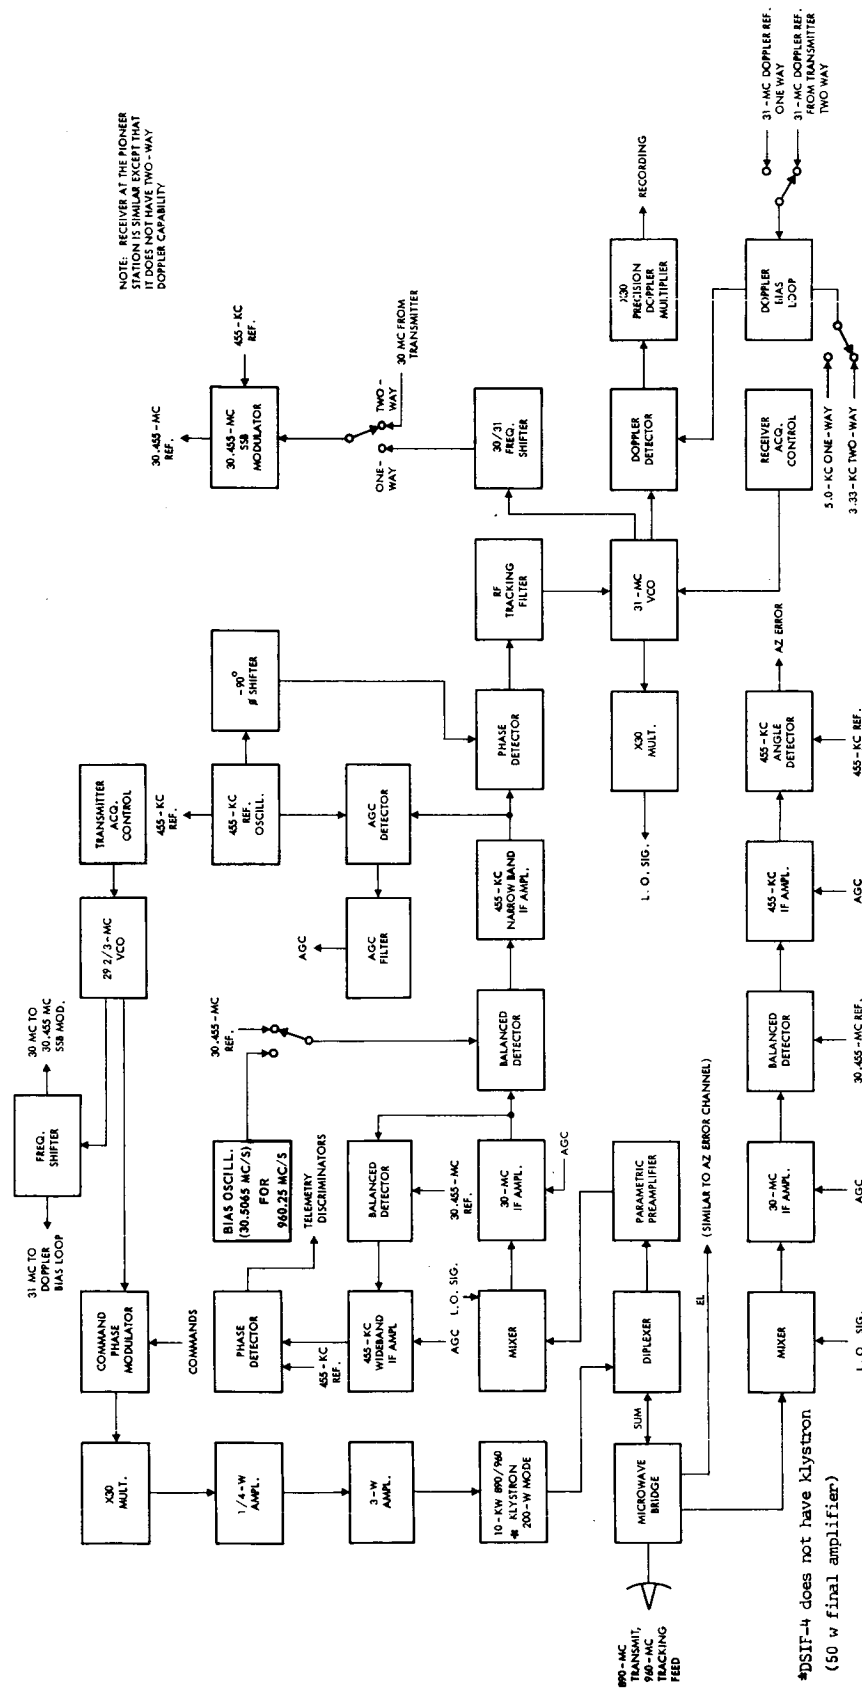 NOTE: RECEIVER AT THE PIONEER
STATION IS SIMILAR EXCEPT THAT
IT DOES NOT HAVE TWO-WAY
DOPPLER CAPABILITY
31 MC TO
DOPPLER
BIAS LOOP
FREQ.
SHIFTER
30 MC TO
30.455 MC
SSB MOD.
X30
MULT.
COMMAND
PHASE
MODULATOR
COMMANDS
29 2/3-MC
VCO
TRANSMITTER
ACQ.
CONTROL
1/4-W
AMPL.
PHASE
DETECTOR
TELEMETRY
DISCRIMINATORS
455-KC
REF.
BIAS OSCILL.
(30.5065 MC/S)
FOR
960.25 MC/S
30.455-MC
REF.
455-KC
REF.
455-KC
REF.
OSCILL.
-90°
ø SHIFTER
30.455-MC
REF.
30.455-MC
SSB
MODULATOR
455-KC
REF.
3-W
AMPL.
455-KC
WIDEBAND
IF AMPL
AGC
BALANCED
DETECTOR
30.455-MC
REF.
AGC
AGC
FILTER
AGC
DETECTOR
ONE-
WAY
TWO-
WAY
30 MC FROM
TRANSMITTER
10-KW 890/960
* KLYSTRON
200-W MODE
L.O. SIG.
MIXER
30-MC
IF AMPL.
AGC
BALANCED
DETECTOR
455-KC
NARROW BAND
IF AMPL.
PHASE
DETECTOR
RF
TRACKING
FILTER
30/31
FREQ.
SHIFTER
890-MC
TRANSMIT,
960-MC
TRACKING
FEED
MICROWAVE
BRIDGE
SUM
DIPLEXER
PARAMETRIC
PREAMPLIFIER
EL
(SIMILAR TO AZ ERROR CHANNEL)
L.O. SIG.
X30
MULT.
31-MC
VCO
DOPPLER
DETECTOR
X30
PRECISION
DOPPLER
MULTIPLIER
RECORDING
MIXER
L.O. SIG.
30-MC
IF AMPL.
AGC
BALANCED
DETECTOR
30.455-MC REF.
455-KC
IF AMPL.
AGC
455-KC
ANGLE
DETECTOR
455-KC REF.
AZ ERROR
RECEIVER
ACQ.
CONTROL
DOPPLER
BIAS
LOOP
5.0-KC ONE-WAY
3.33-KC TWO-WAY
31-MC DOPPLER REF.
ONE WAY
31-MC DOPPLER REF.
FROM TRANSMITTER
TWO WAY
*DSIF-4 does not have klystron
(50 w final amplifier)